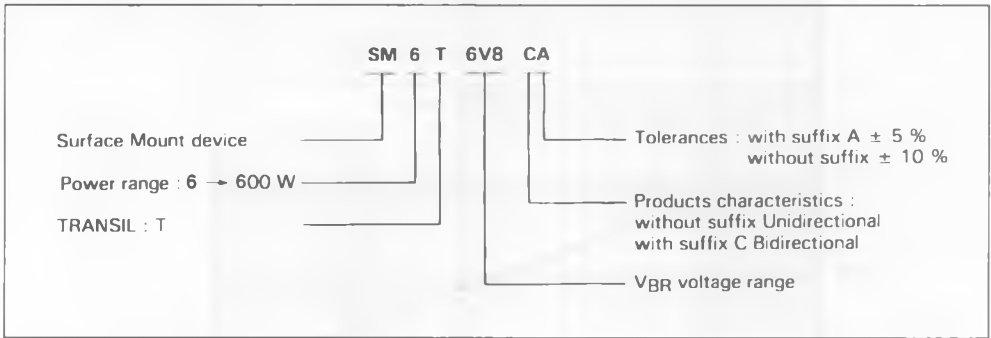 SM 6 T 6V8 CA
Surface Mount device
Power range : 6 → 600 W
TRANSIL : T
Tolerances : with suffix A ± 5 %
without suffix ± 10 %
Products characteristics :
without suffix Unidirectional
with suffix C Bidirectional
VBR voltage range